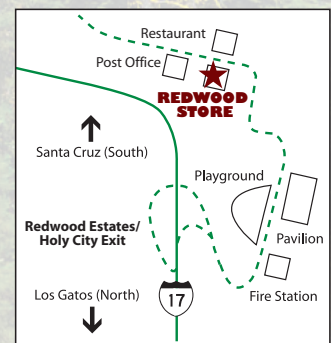 Restaurant
Post Office
REDWOOD
STORE
Santa Cruz (South)
Playground
Redwood Estates/
Holy City Exit
Pavilion
Los Gatos (North)
17
Fire Station